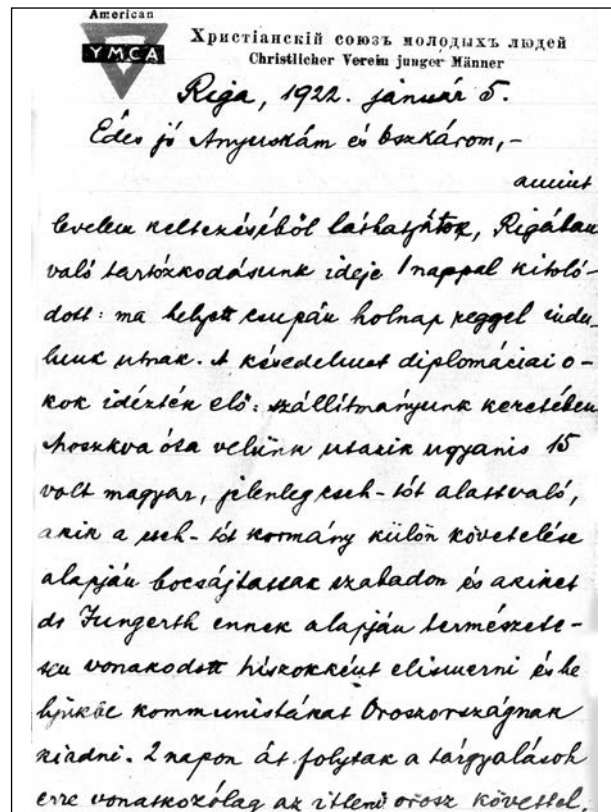 American
YMCA
Христіанскій союзъ молодыхъ людей
Christlicher Verein junger Männer
Riga, 1922. január 5.
Édes jó Anyuskám és Oszkárom,-
amint
levelem keltezéséből láthatjátok, Rigában
való tartózkodásunk ideje 1 nappal kitoló-
dott: ma helyett csupán holnap reggel indu-
lunk utnak. A késedelmet diplomáciai o-
kok idézték elő: szállítmányunk keretében
Moszkva óta velünk utazik ugyanis 15
volt magyar, jelenleg cseh-tót alattvaló,
akik a cseh-tót kormány külön követelése
alapján bocsájtattak szabadon és akiket
dr Jungerth ennek alapján természete-
sen vonakodott túszokként elismerni és he
lyükbe kommunistákat Oroszországnak
kiadni. 2 napon át folytak a tárgyalások
erre vonatkozólag az itteni orosz követtel,